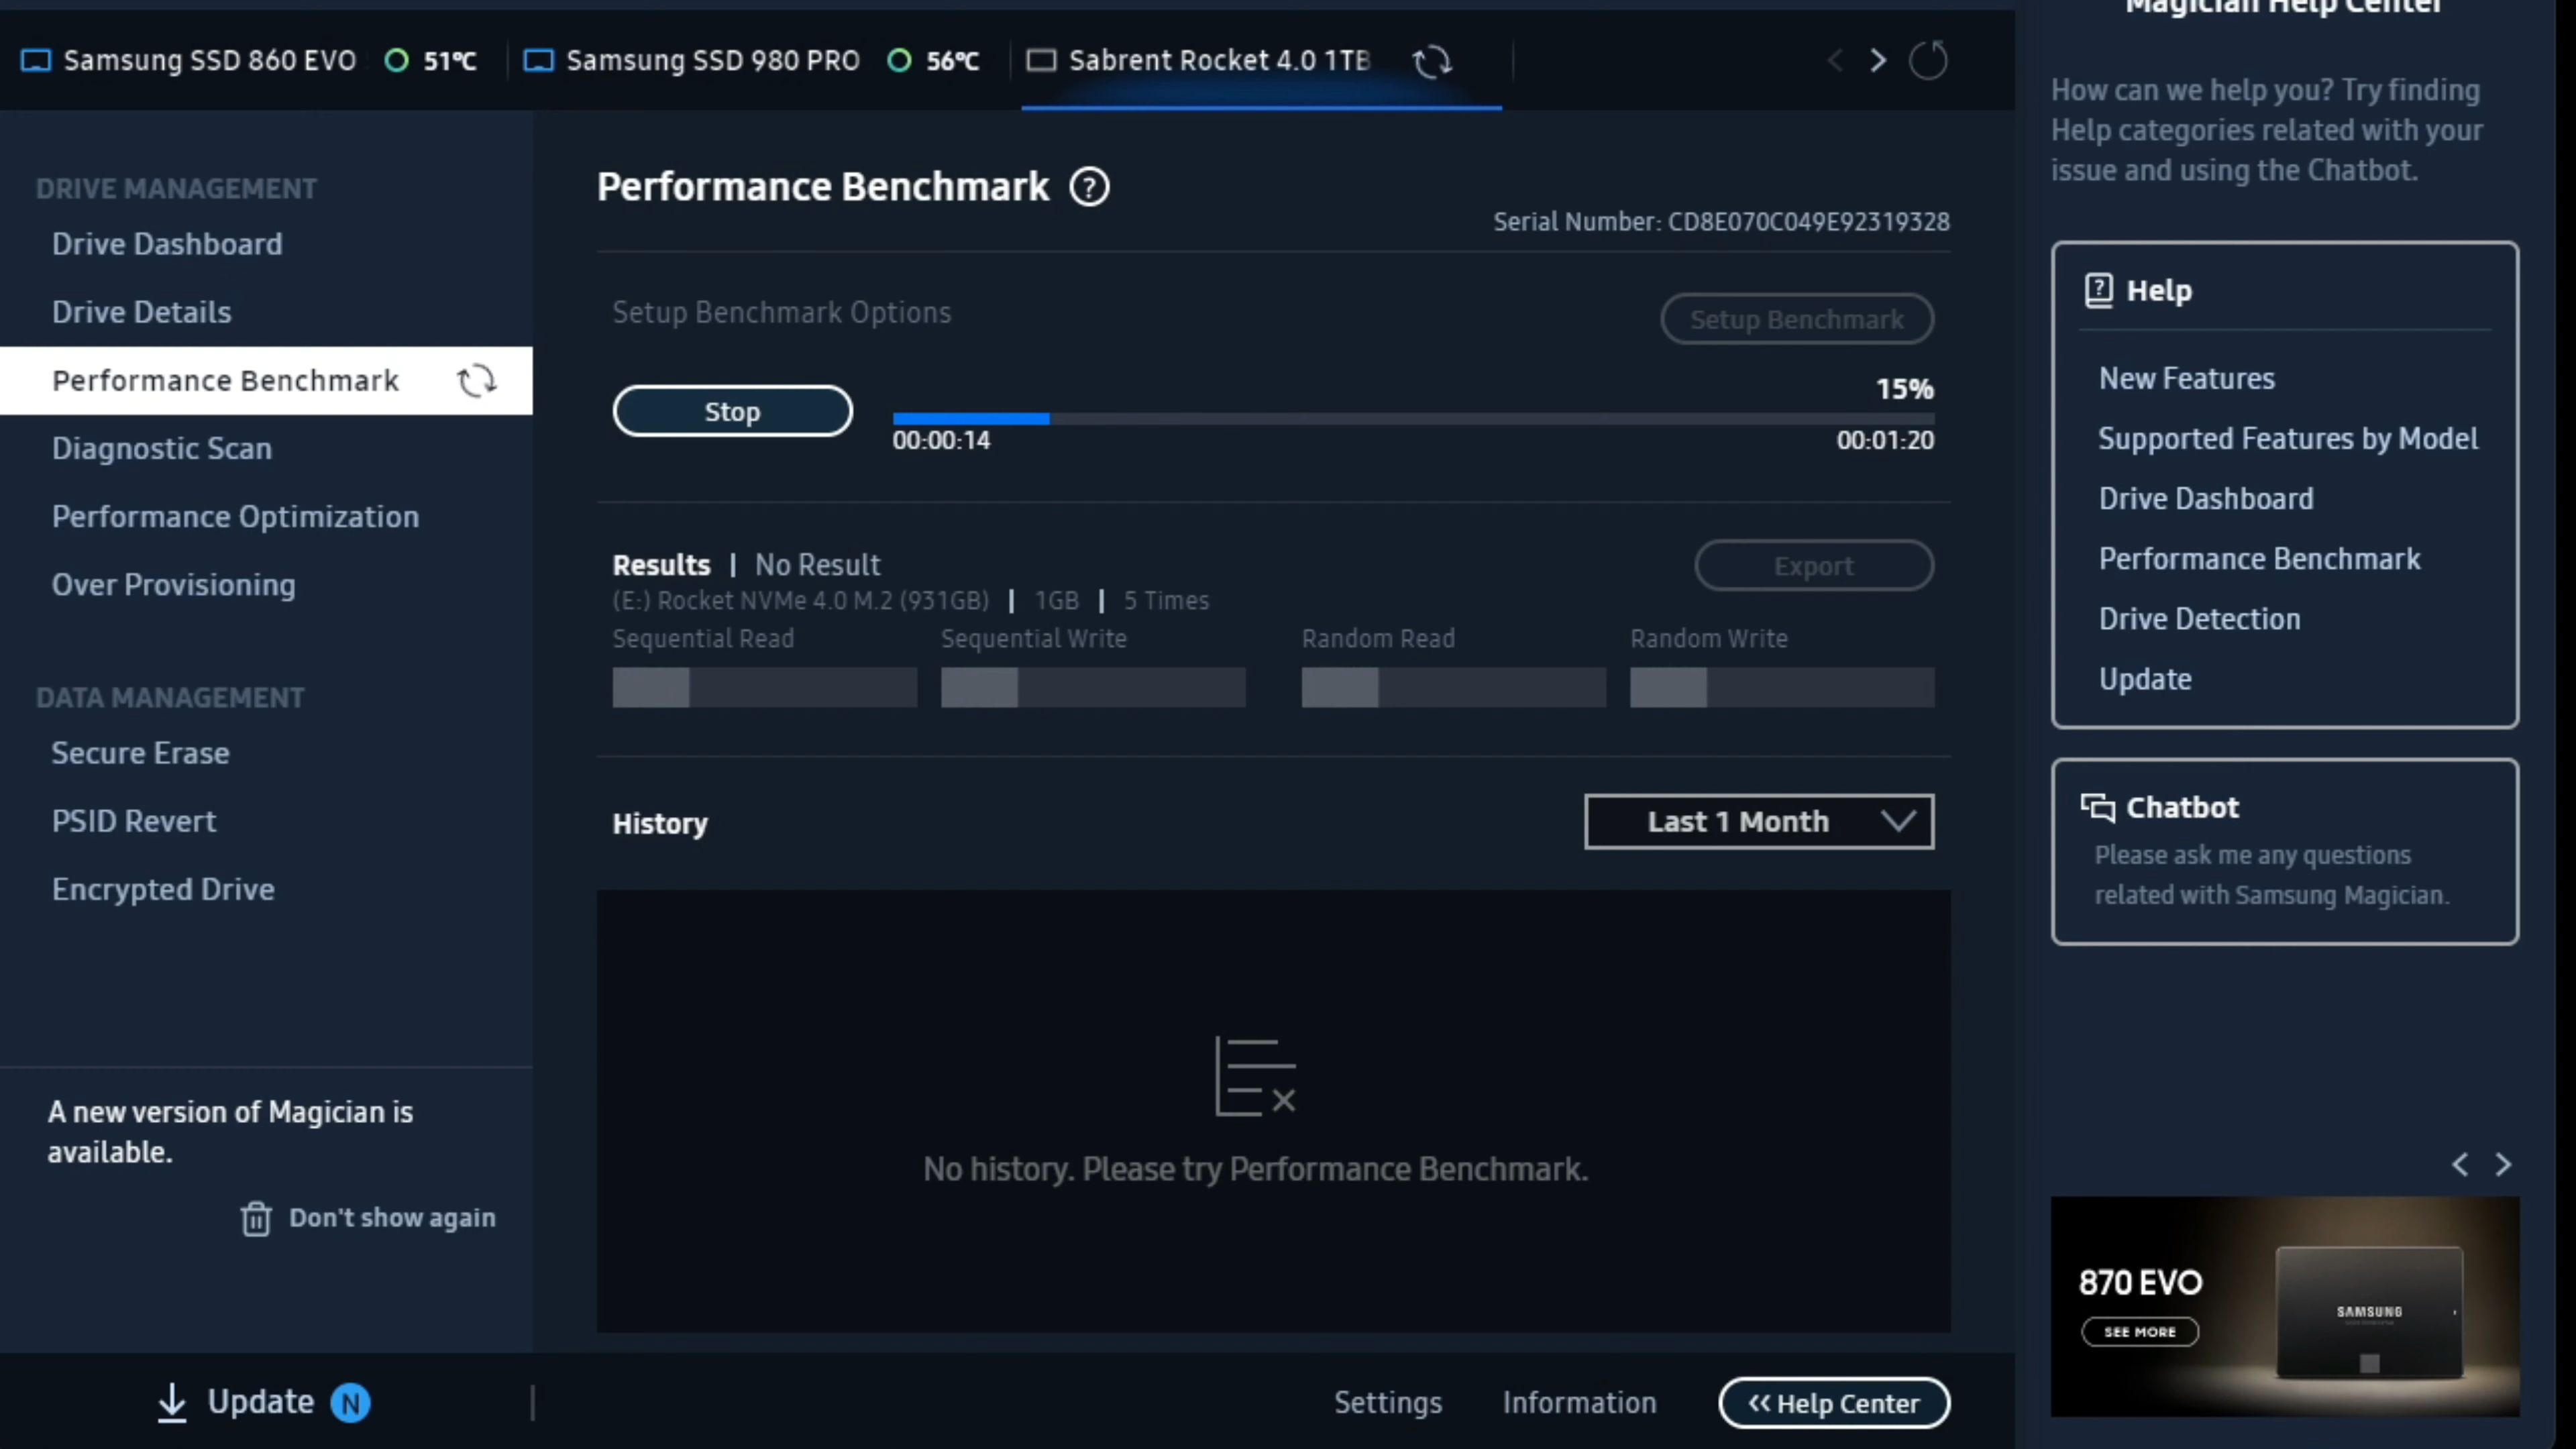 Magician Help Center
Samsung SSD 860 EVO 51℃ Samsung SSD 980 PRO 56℃ Sabrent Rocket 4.0 1TB
DRIVE MANAGEMENT
Drive Dashboard
Drive Details
Performance Benchmark
Diagnostic Scan
Performance Optimization
Over Provisioning
DATA MANAGEMENT
Secure Erase
PSID Revert
Encrypted Drive
A new version of Magician is
available.
Don't show again
Update N
Performance Benchmark ?
Serial Number: CD8E070C049E92319328
Setup Benchmark Options
Setup Benchmark
Stop
15%
00:00:14
00:01:20
Results | No Result
Export
(E:) Rocket NVMe 4.0 M.2 (931GB) | 1GB | 5 Times
Sequential Read Sequential Write Random Read Random Write
History
Last 1 Month
No history. Please try Performance Benchmark.
Settings
Information
<< Help Center
How can we help you? Try finding
Help categories related with your
issue and using the Chatbot.
Help
New Features
Supported Features by Model
Drive Dashboard
Performance Benchmark
Drive Detection
Update
Chatbot
Please ask me any questions
related with Samsung Magician.
870 EVO
SEE MORE
SAMSUNG